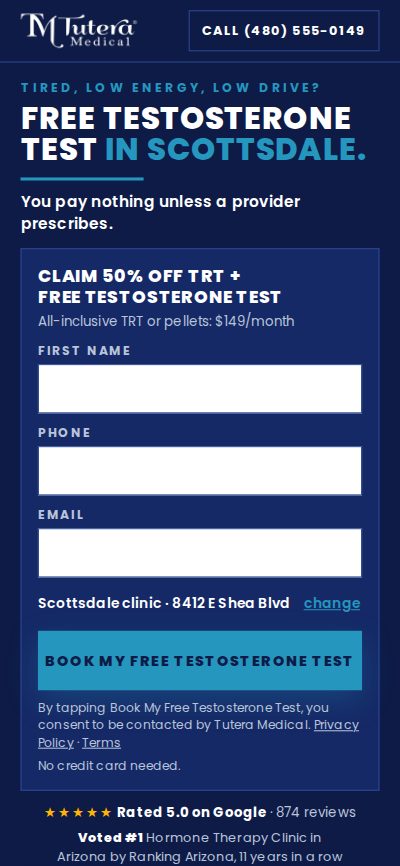 TM Tutera
Medical
CALL (480) 555-0149
TIRED, LOW ENERGY, LOW DRIVE?
FREE TESTOSTERONE
TEST IN SCOTTSDALE.
You pay nothing unless a provider
prescribes.
CLAIM 50% OFF TRT +
FREE TESTOSTERONE TEST
All-inclusive TRT or pellets: $149/month
FIRST NAME
PHONE
EMAIL
Scottsdale clinic · 8412 E Shea Blvd change
BOOK MY FREE TESTOSTERONE TEST
By tapping Book My Free Testosterone Test, you
consent to be contacted by Tutera Medical. Privacy
Policy · Terms
No credit card needed.
★★★★★ Rated 5.0 on Google · 874 reviews
Voted #1 Hormone Therapy Clinic in
Arizona by Ranking Arizona, 11 years in a row